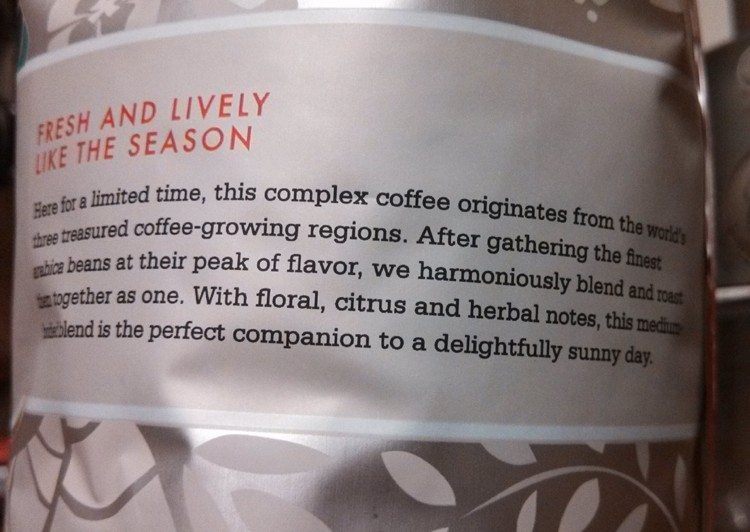 FRESH AND LIVELY
LIKE THE SEASON
Here for a limited time, this complex coffee originates from the world's
three treasured coffee-growing regions. After gathering the finest
arabica beans at their peak of flavor, we harmoniously blend and roast
them together as one. With floral, citrus and herbal notes, this medium-
blend is the perfect companion to a delightfully sunny day.